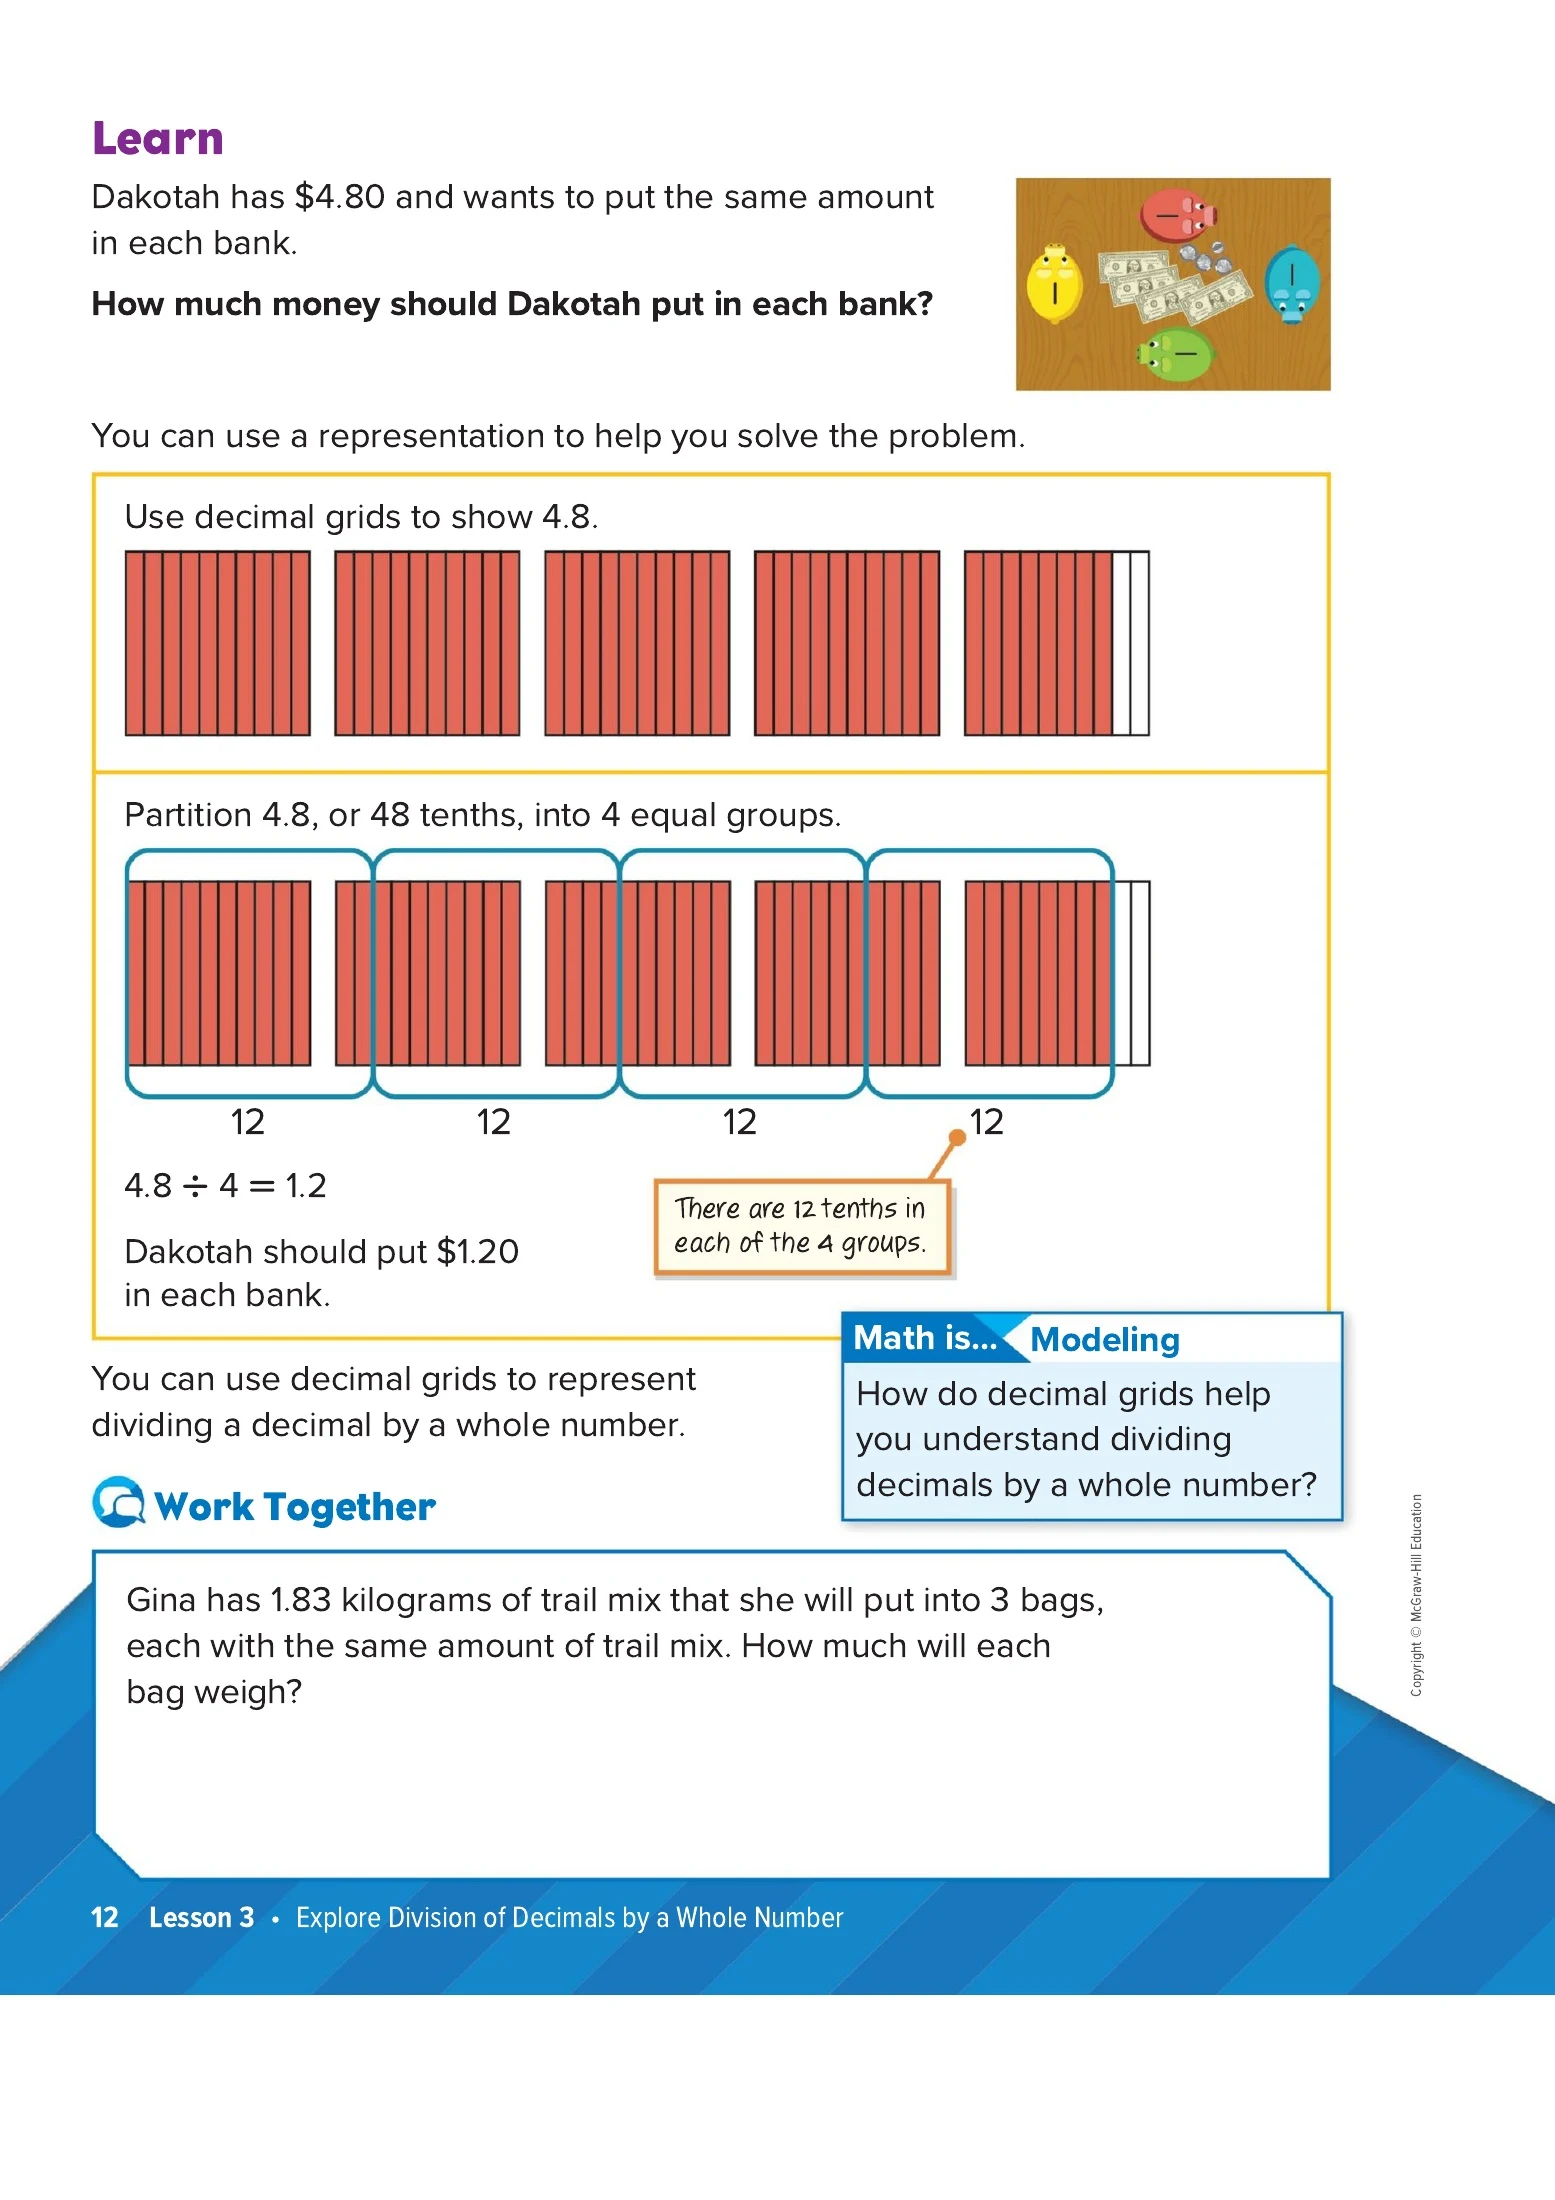 Learn
Dakotah has $4.80 and wants to put the same amount
in each bank.
How much money should Dakotah put in each bank?
You can use a representation to help you solve the problem.
Use decimal grids to show 4.8.
Partition 4.8, or 48 tenths, into 4 equal groups.
12 12 12 12
4.8 ÷ 4 = 1.2
There are 12 tenths in
each of the 4 groups.
Dakotah should put $1.20
in each bank.
You can use decimal grids to represent
dividing a decimal by a whole number.
Math is... Modeling
How do decimal grids help
you understand dividing
decimals by a whole number?
Work Together
Gina has 1.83 kilograms of trail mix that she will put into 3 bags,
each with the same amount of trail mix. How much will each
bag weigh?
Copyright © McGraw-Hill Education
12 Lesson 3 • Explore Division of Decimals by a Whole Number